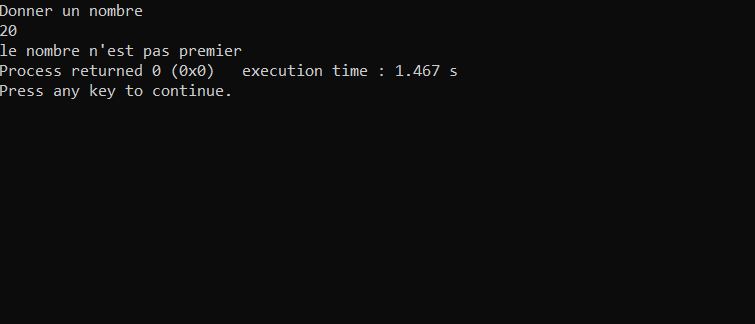 Donner un nombre
20
le nombre n'est pas premier
Process returned 0 (0x0)   execution time : 1.467 s
Press any key to continue.